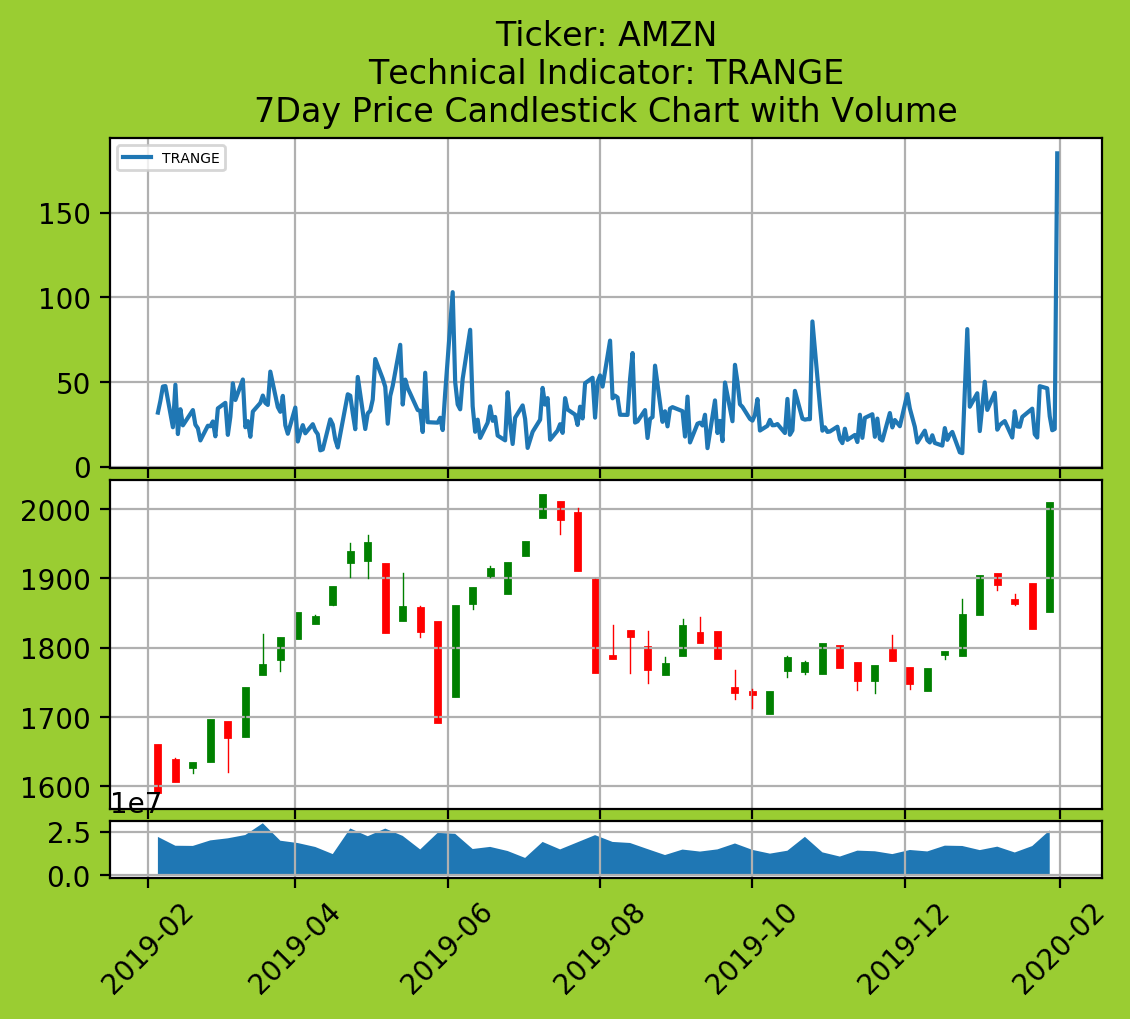 Ticker: AMZN
Technical Indicator: TRANGE
7Day Price Candlestick Chart with Volume
TRANGE
150
100
50
0
2000
1900
1800
1700
1600
1e7
2.5
0.0
2019-02 2019-04 2019-06 2019-08 2019-10 2019-12 2020-02